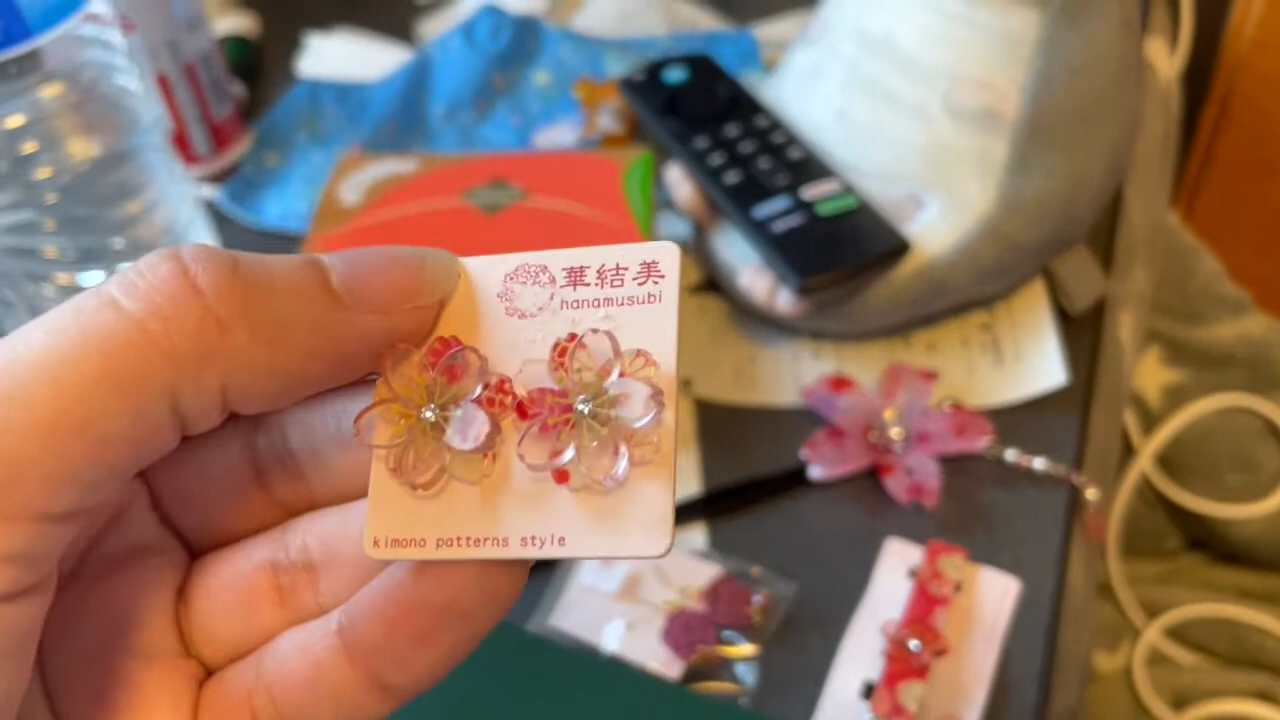 華結美
hanamusubi
kimono patterns style